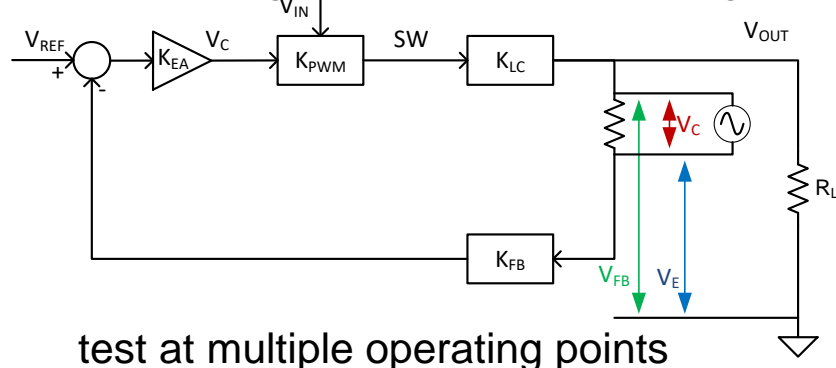 V_IN
V_REF
+
-
K_EA
V_C
K_PWM
SW
K_LC
V_OUT
V_C
R_L
K_FB
V_FB
V_E
test at multiple operating points